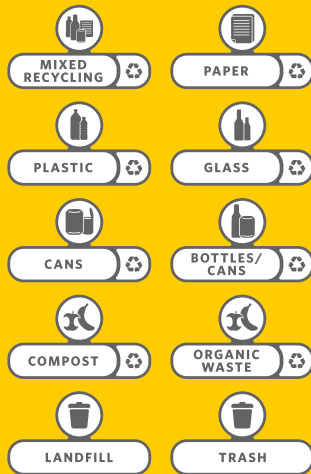 MIXED
RECYCLING
PAPER
PLASTIC
GLASS
CANS
BOTTLES/
CANS
COMPOST
ORGANIC
WASTE
LANDFILL
TRASH